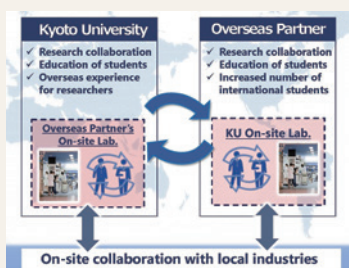 Kyoto University
✓ Research collaboration
✓ Education of students
✓ Overseas experience
for researchers
Overseas Partner's
On-site Lab.
Overseas Partner
✓ Research collaboration
✓ Education of students
✓ Increased number of
international students
KU On-site Lab.
On-site collaboration with local industries